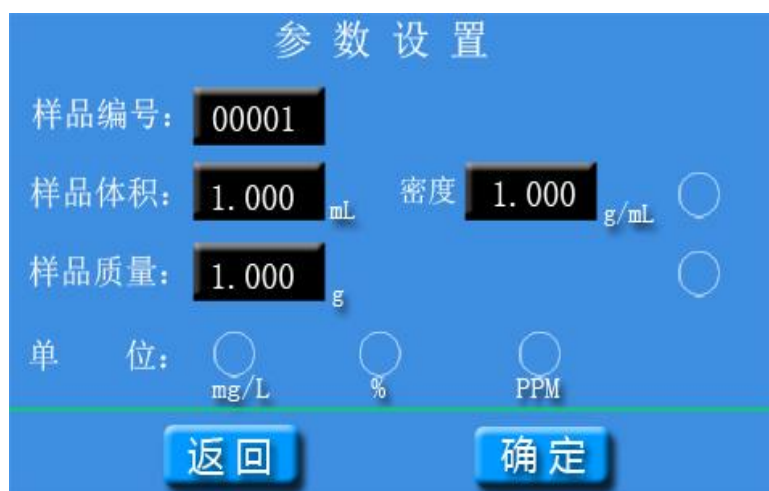 参数设置
样品编号： 00001
样品体积： 1.000 mL 密度 1.000 g/mL
样品质量： 1.000 g
单 位：
mg/L % PPM
返回 确定